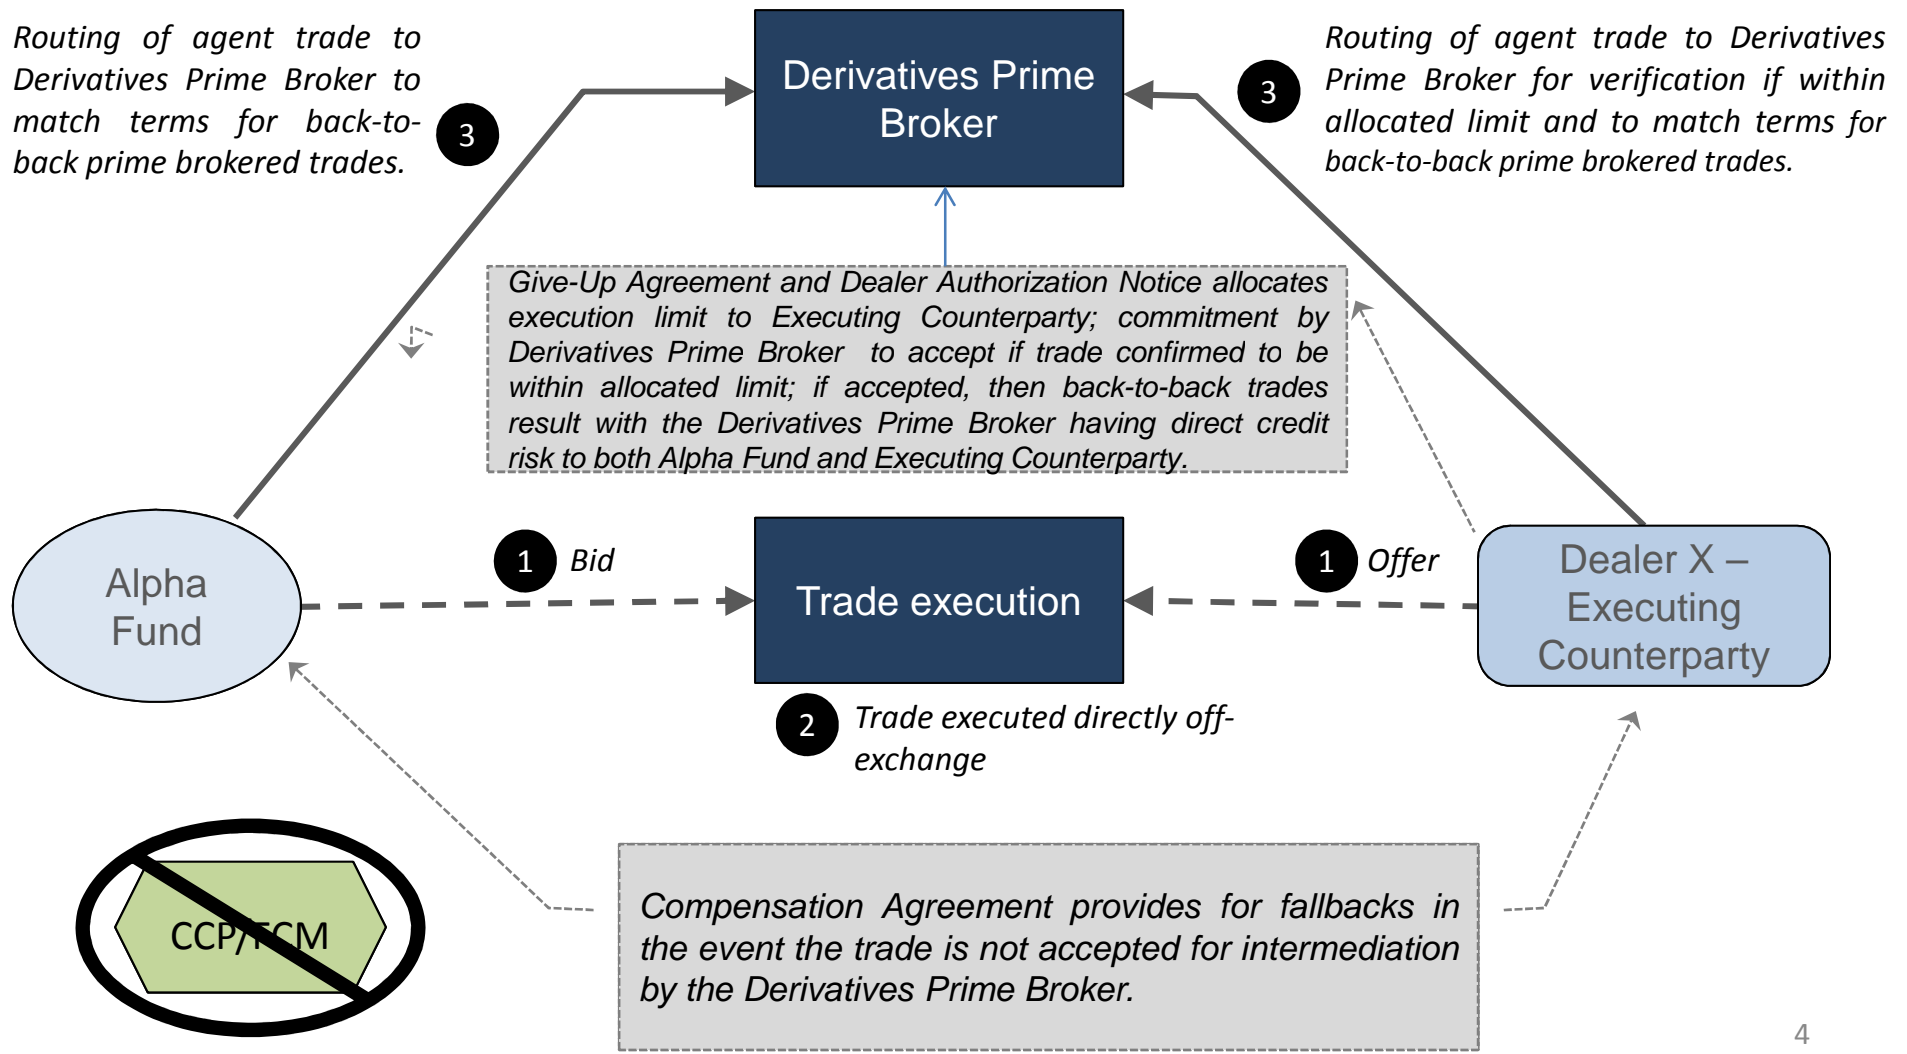 Routing of agent trade to
Derivatives Prime Broker to
match terms for back-to-
back prime brokered trades.
3
Derivatives Prime
Broker
3
Routing of agent trade to Derivatives
Prime Broker for verification if within
allocated limit and to match terms for
back-to-back prime brokered trades.
Give-Up Agreement and Dealer Authorization Notice allocates
execution limit to Executing Counterparty; commitment by
Derivatives Prime Broker to accept if trade confirmed to be
within allocated limit; if accepted, then back-to-back trades
result with the Derivatives Prime Broker having direct credit
risk to both Alpha Fund and Executing Counterparty.
Alpha
Fund
1 Bid
Trade execution
1 Offer
Dealer X –
Executing
Counterparty
2 Trade executed directly off-
exchange
CCP/FCM
Compensation Agreement provides for fallbacks in
the event the trade is not accepted for intermediation
by the Derivatives Prime Broker.
4